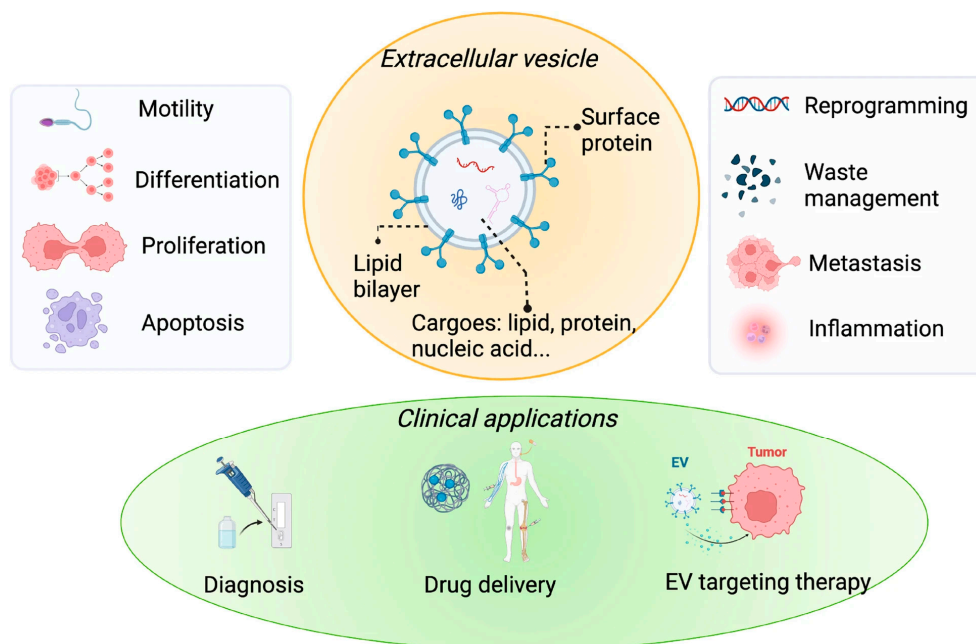 Extracellular vesicle
Surface
protein
Lipid
bilayer
Cargoes: lipid, protein,
nucleic acid...
Motility
Differentiation
Proliferation
Apoptosis
Reprogramming
Waste
management
Metastasis
Inflammation
Clinical applications
EV
Tumor
Diagnosis
Drug delivery
EV targeting therapy